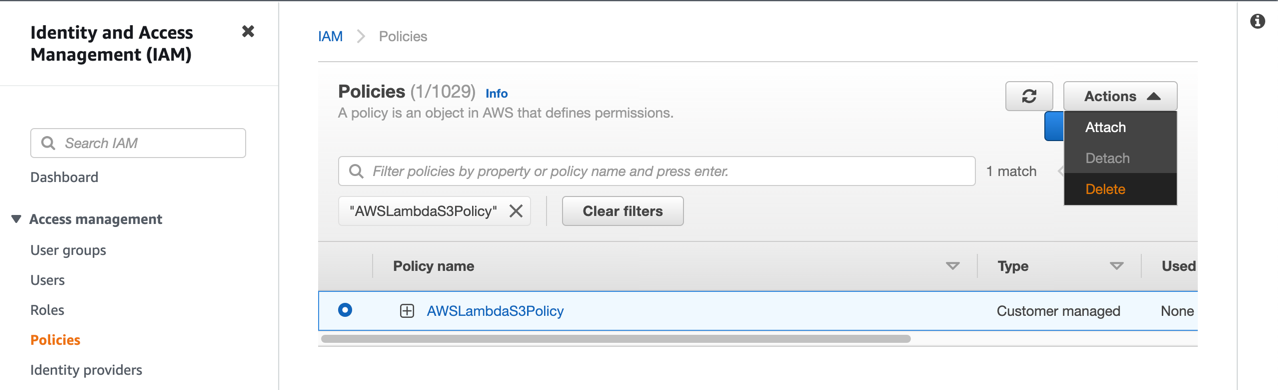 Identity and Access
Management (IAM)
Search IAM
Dashboard
Access management
User groups
Users
Roles
Policies
Identity providers
IAM > Policies
Policies (1/1029) Info
A policy is an object in AWS that defines permissions.
Actions
Attach
Detach
Delete
Filter policies by property or policy name and press enter.
1 match
"AWSLambdaS3Policy"
Clear filters
Policy name Type Used
AWSLambdaS3Policy Customer managed None